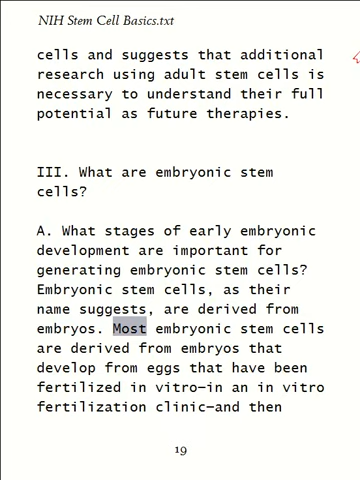 NIH Stem Cell Basics.txt
cells and suggests that additional
research using adult stem cells is
necessary to understand their full
potential as future therapies.
III. What are embryonic stem
cells?
A. What stages of early embryonic
development are important for
generating embryonic stem cells?
Embryonic stem cells, as their
name suggests, are derived from
embryos. Most embryonic stem cells
are derived from embryos that
develop from eggs that have been
fertilized in vitro—in an in vitro
fertilization clinic—and then
19